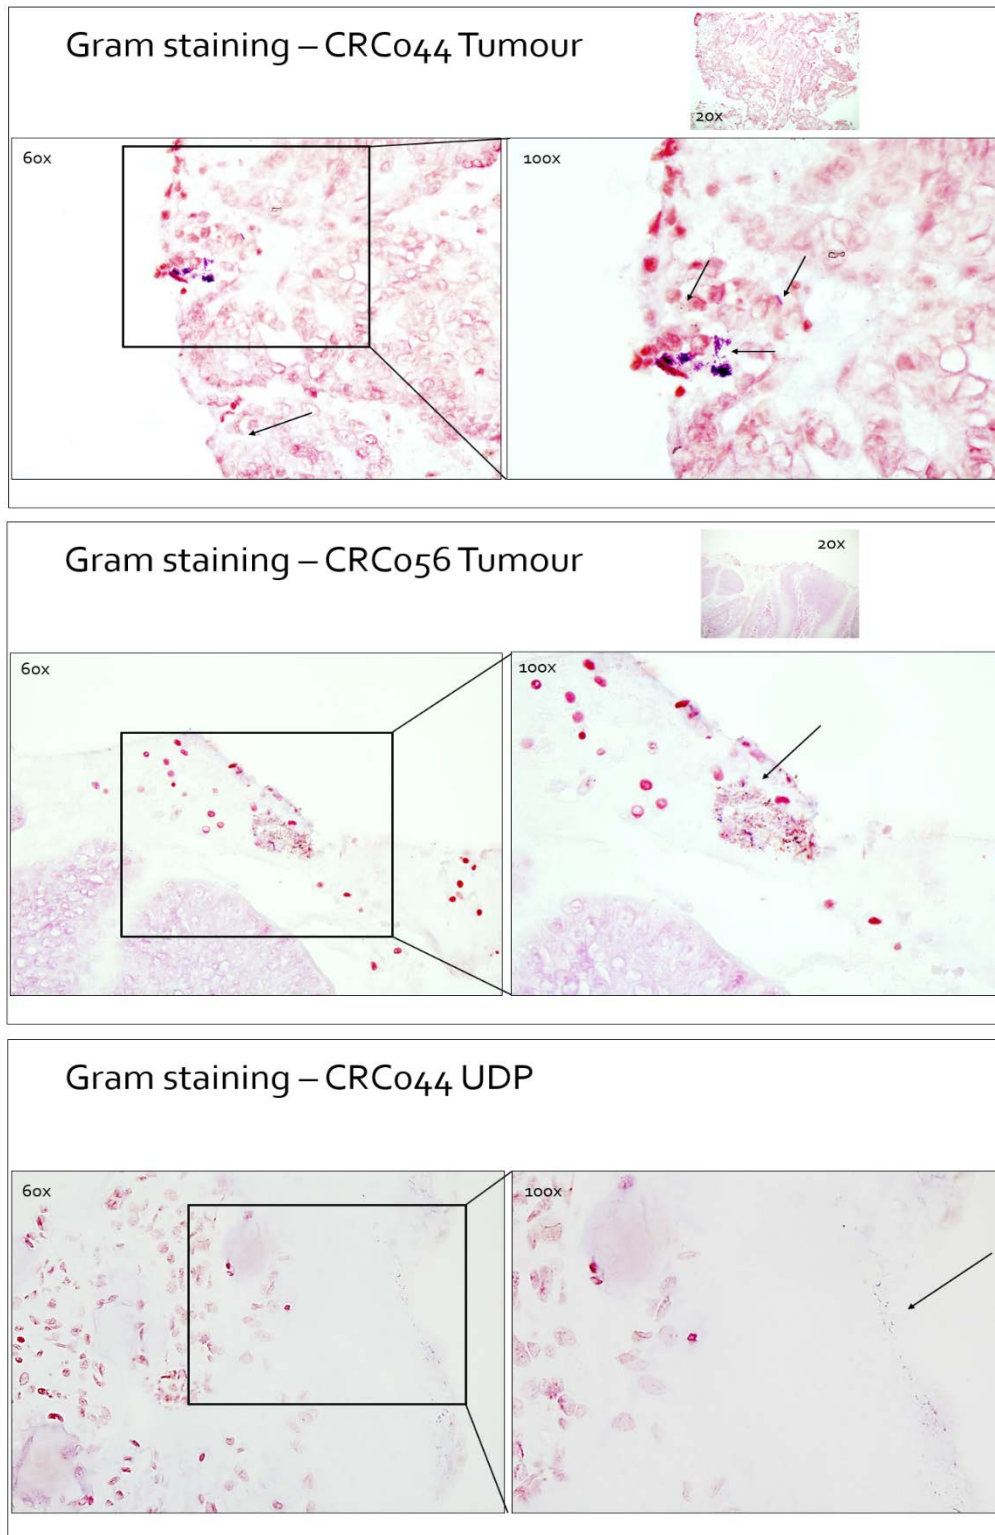 Gram staining – CRC044 Tumour
20x
60x
100x
Gram staining – CRC056 Tumour
20x
60x
100x
Gram staining – CRC044 UDP
60x
100x